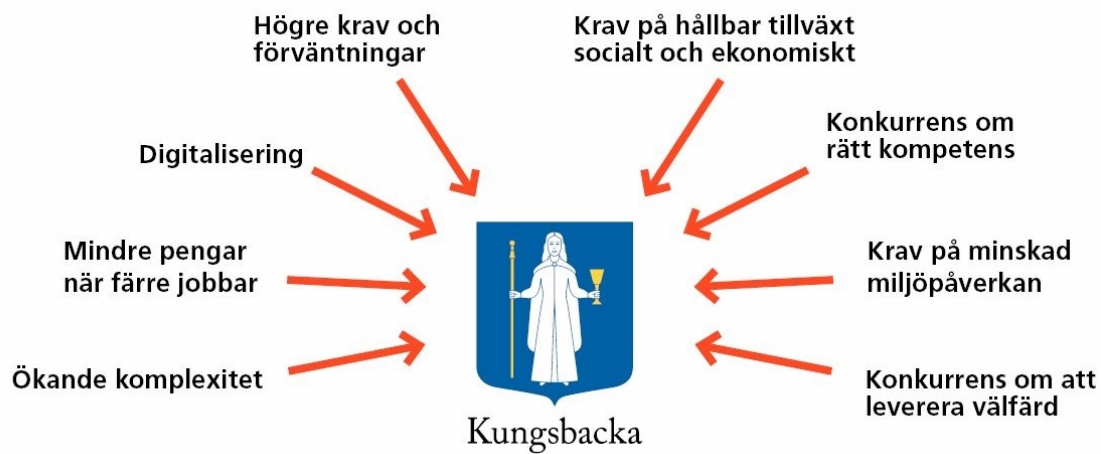 Högre krav och
förväntningar
Krav på hållbar tillväxt
socialt och ekonomiskt
Digitalisering
Konkurrens om
rätt kompetens
Mindre pengar
när färre jobbar
Krav på minskad
miljöpåverkan
Ökande komplexitet
Konkurrens om att
leverera välfärd
Kungsbacka